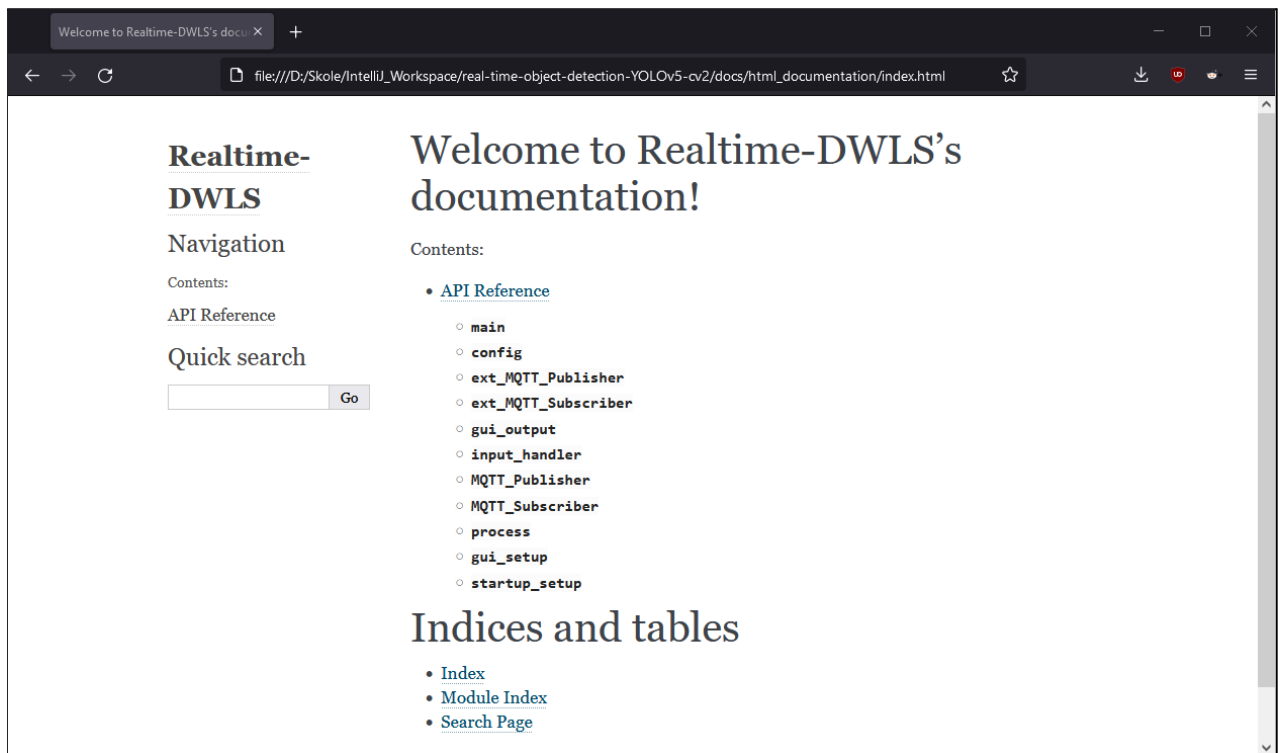 Welcome to Realtime-DWLS's docu
file:///D:/Skole/IntelliJ_Workspace/real-time-object-detection-YOLOv5-cv2/docs/html_documentation/index.html
Realtime-
DWLS
Navigation
Contents:
API Reference
Quick search
Go
Welcome to Realtime-DWLS’s
documentation!
Contents:
API Reference
main
config
ext_MQTT_Publisher
ext_MQTT_Subscriber
gui_output
input_handler
MQTT_Publisher
MQTT_Subscriber
process
gui_setup
startup_setup
Indices and tables
Index
Module Index
Search Page